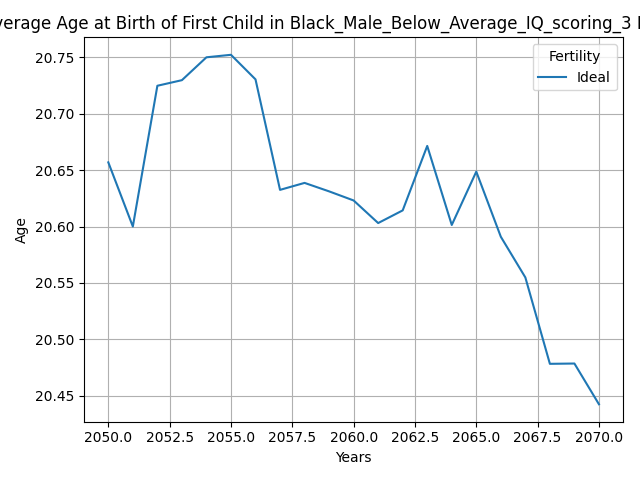 Age at Birth of First Child in Black_Male_Below_Average_IQ_scoring_3
Fertility
Ideal
20.75
20.70
20.65
20.60
20.55
20.50
20.45
Age
2050.0 2052.5 2055.0 2057.5 2060.0 2062.5 2065.0 2067.5 2070.0
Years